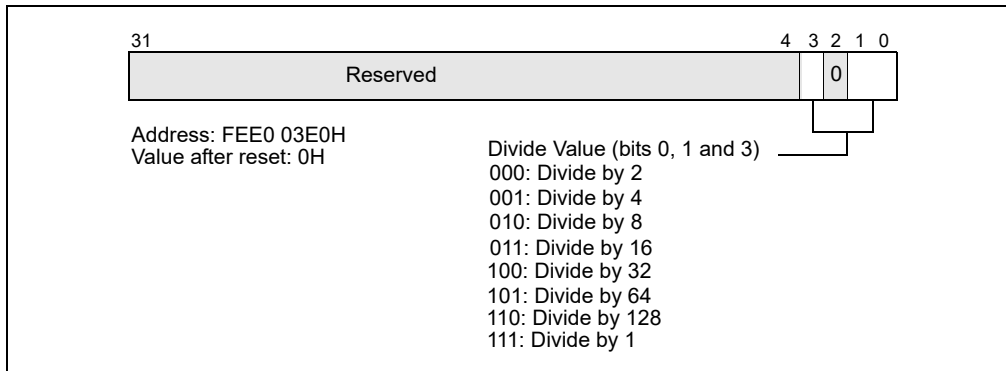 31 4 3 2 1 0
Reserved 0
Address: FEE0 03E0H
Value after reset: 0H
Divide Value (bits 0, 1 and 3)
000: Divide by 2
001: Divide by 4
010: Divide by 8
011: Divide by 16
100: Divide by 32
101: Divide by 64
110: Divide by 128
111: Divide by 1